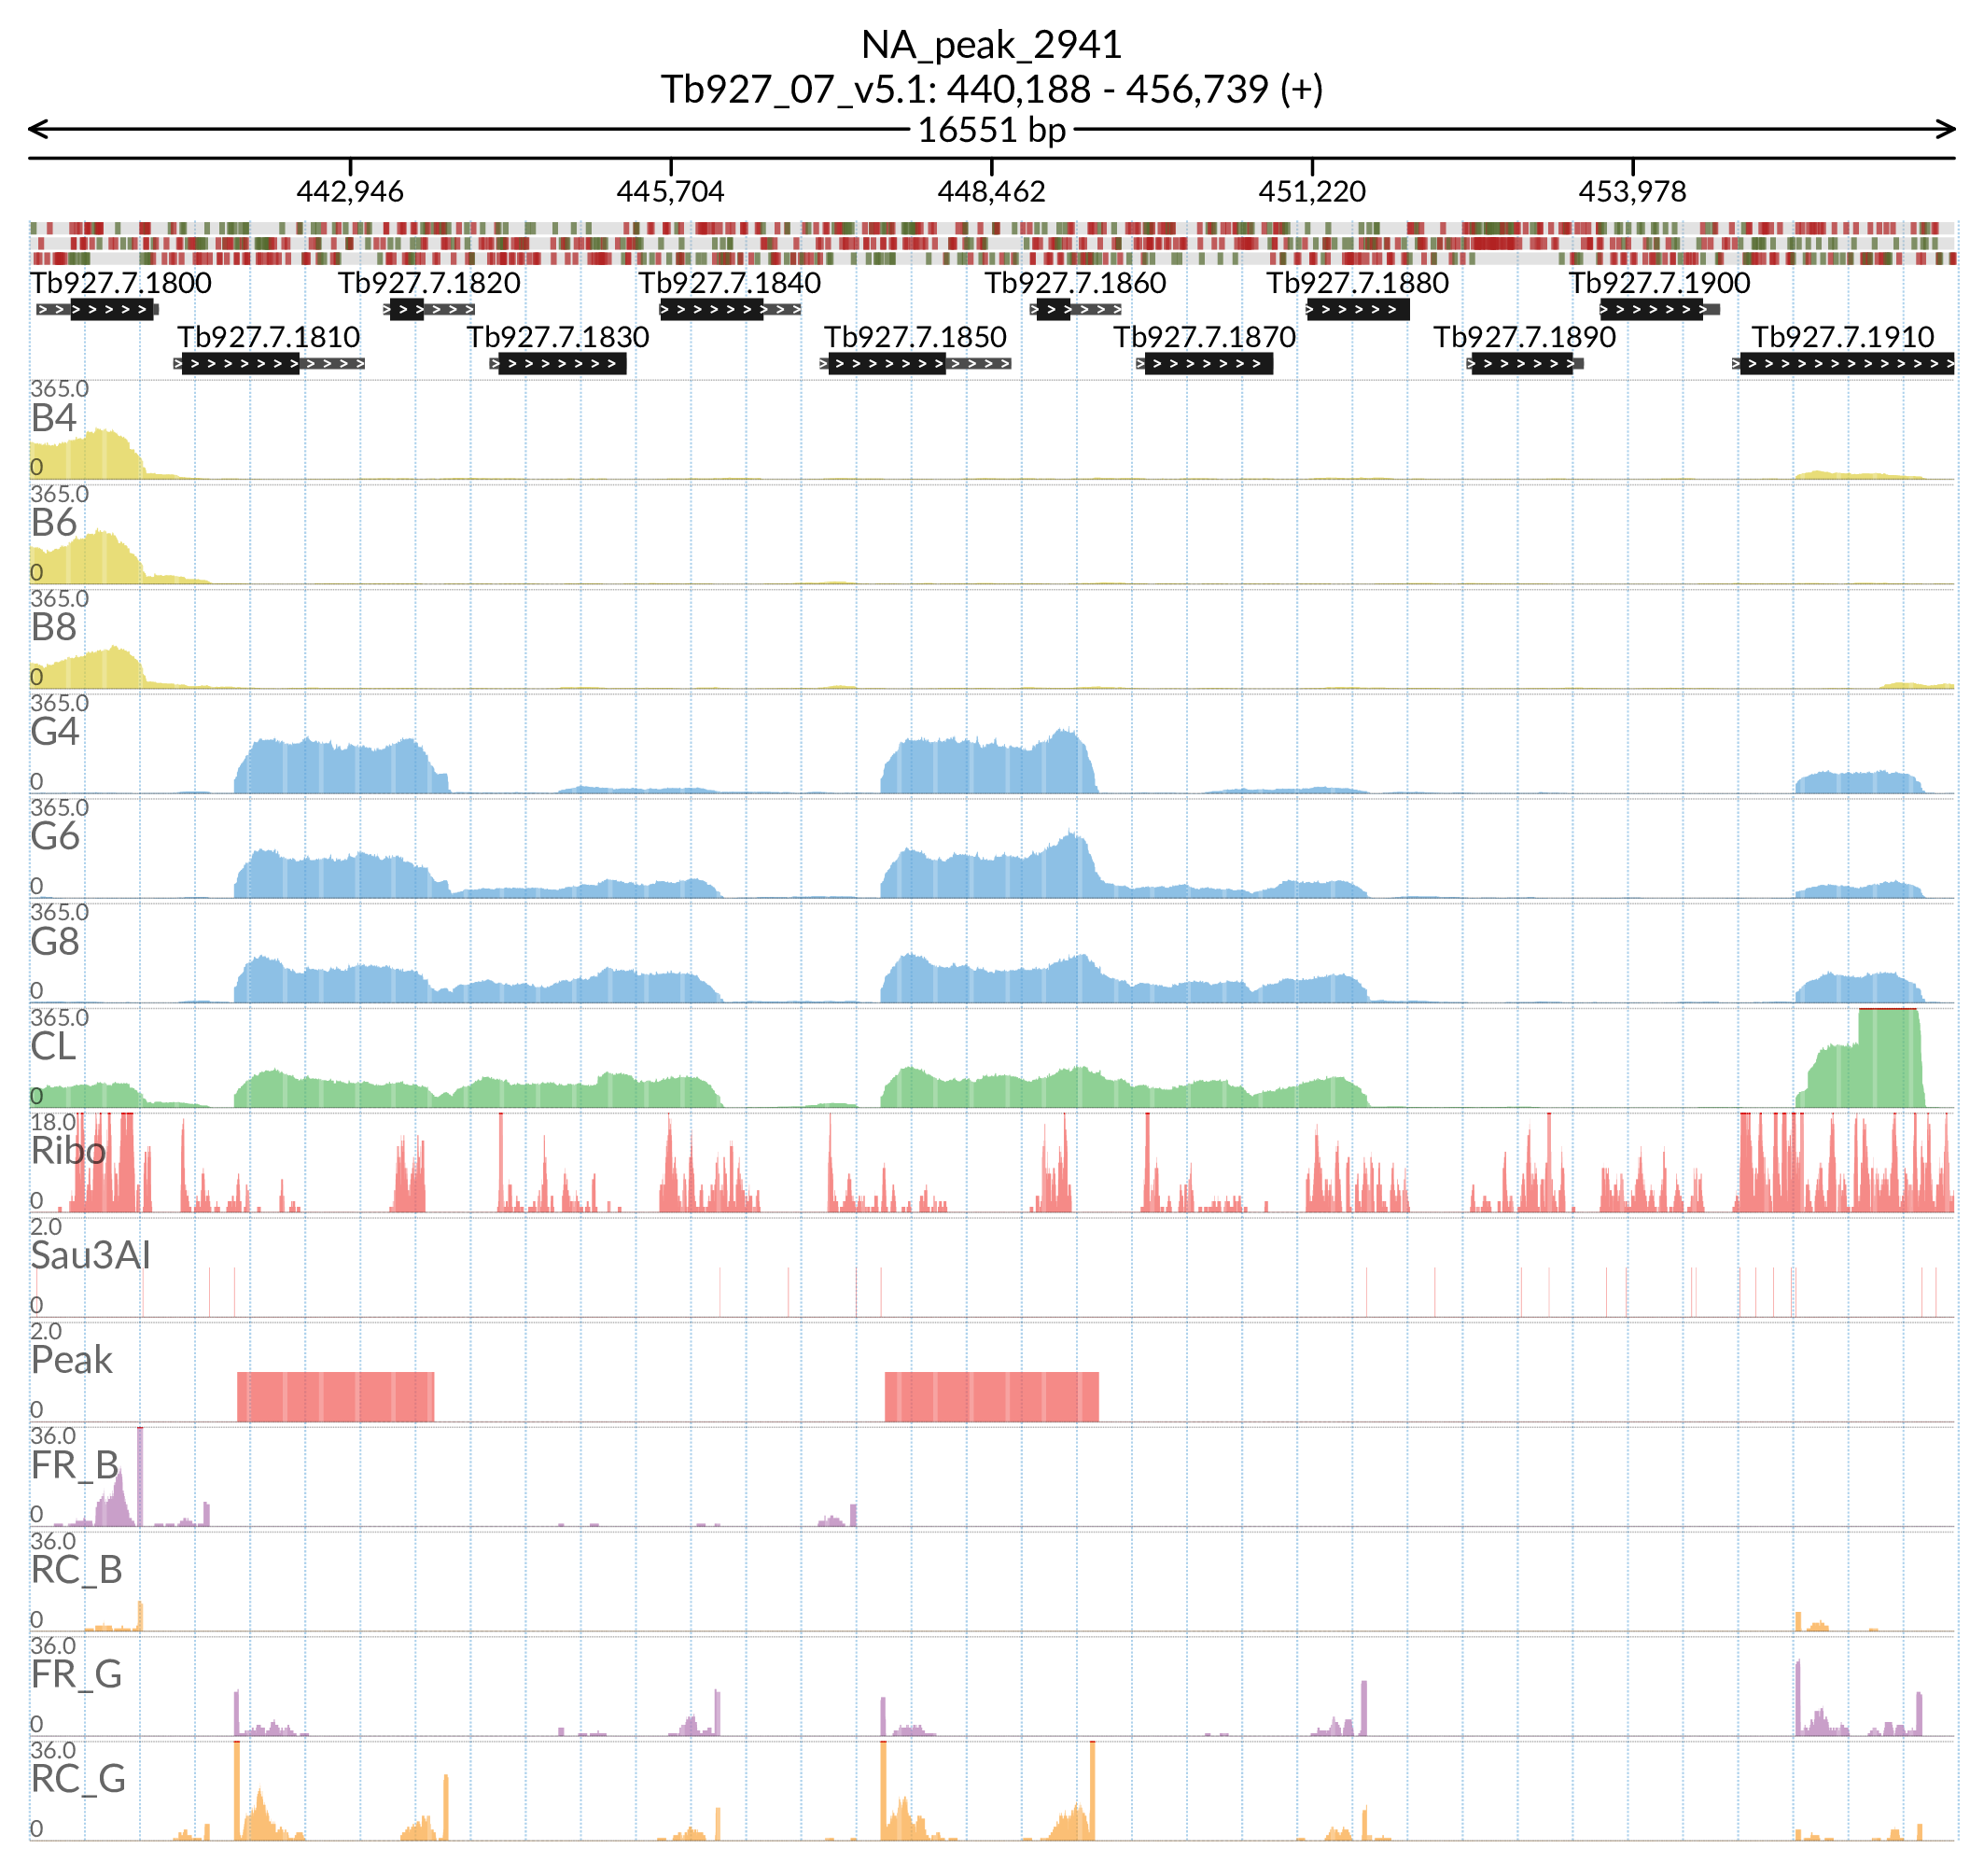 NA_peak_2941
Tb927_07_v5.1: 440,188 - 456,739 (+)
16551 bp
442,946 445,704 448,462 451,220 453,978
Tb927.7.1800 Tb927.7.1820 Tb927.7.1840 Tb927.7.1860 Tb927.7.1880 Tb927.7.1900
Tb927.7.1810 Tb927.7.1830 Tb927.7.1850 Tb927.7.1870 Tb927.7.1890 Tb927.7.1910
365.0
B4
0
365.0
B6
0
365.0
B8
0
365.0
G4
0
365.0
G6
0
365.0
G8
0
365.0
CL
0
18.0
Ribo
0
2.0
Sau3AI
0
2.0
Peak
0
36.0
FR_B
0
36.0
RC_B
0
36.0
FR_G
0
36.0
RC_G
0